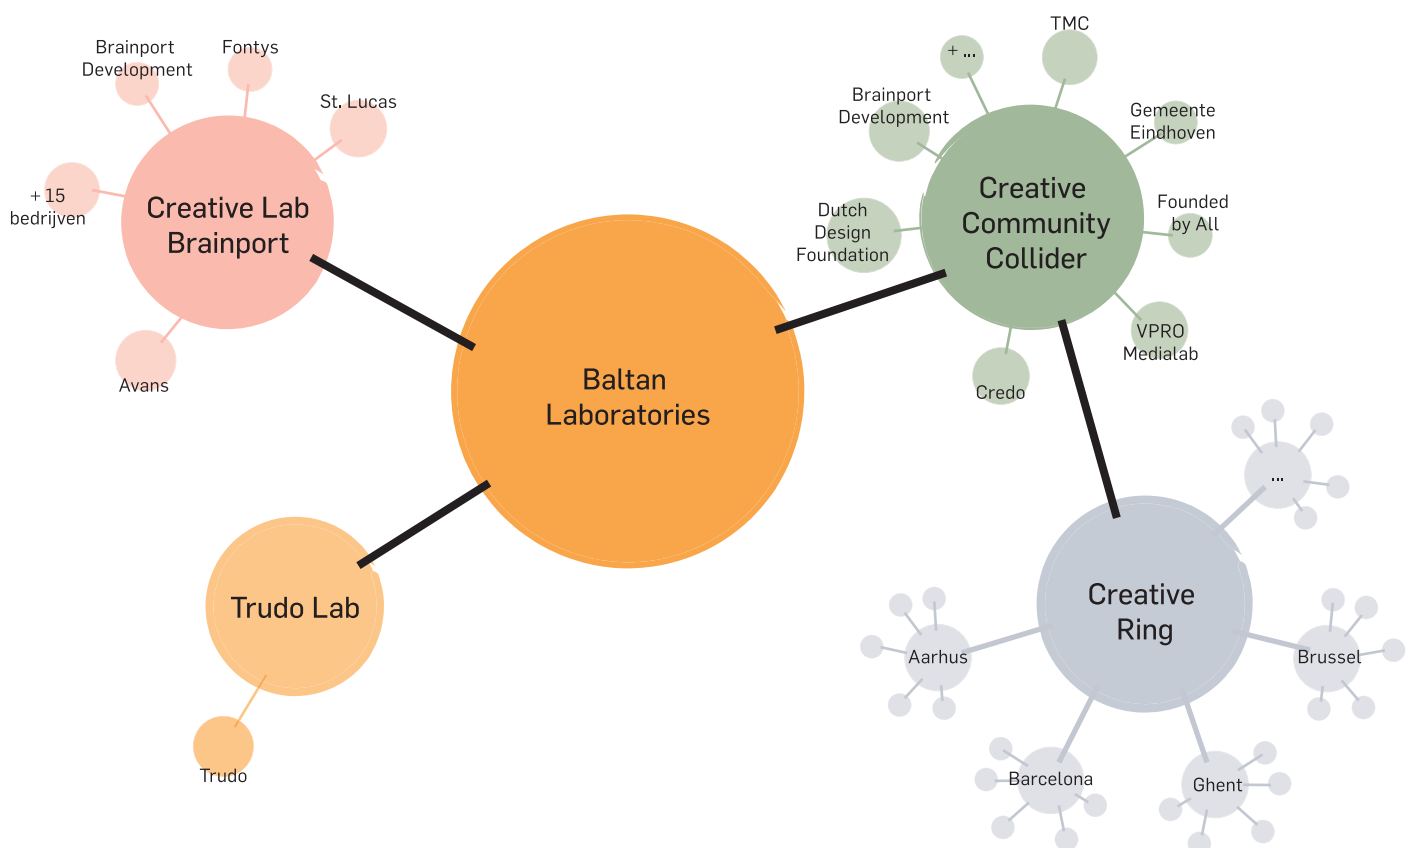 Brainport
Development
Fontys
St. Lucas
+ 15
bedrijven
Creative Lab
Brainport
Avans
Baltan
Laboratories
Trudo Lab
Trudo
TMC
+ ...
Brainport
Development
Gemeente
Eindhoven
Dutch
Design
Foundation
Creative
Community
Collider
Founded
by All
VPRO
Medialab
Credo
...
Creative
Ring
Aarhus
Brussel
Barcelona
Ghent